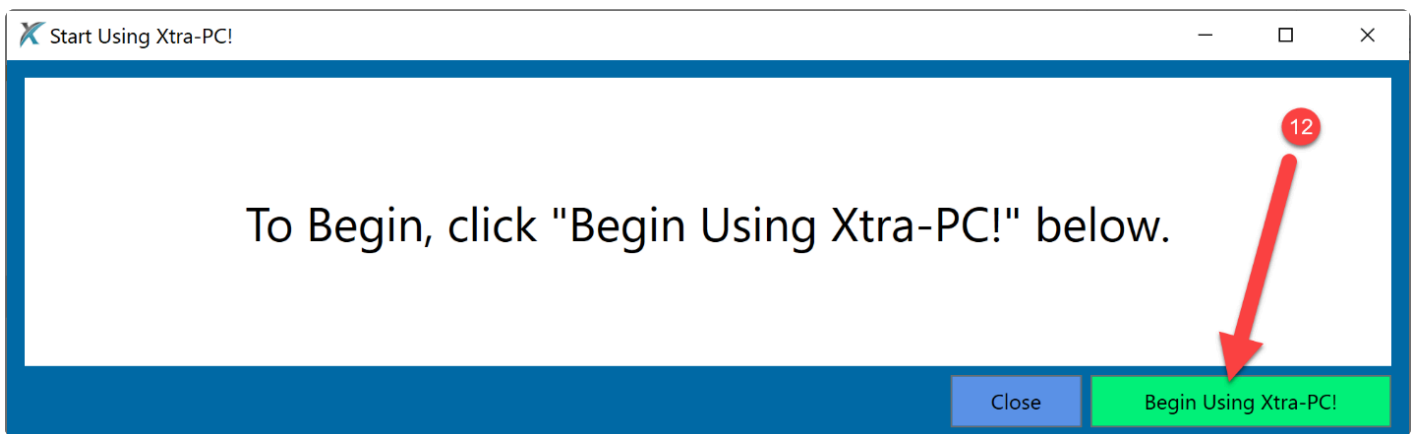 Start Using Xtra-PC!
12
To Begin, click "Begin Using Xtra-PC!" below.
Close
Begin Using Xtra-PC!